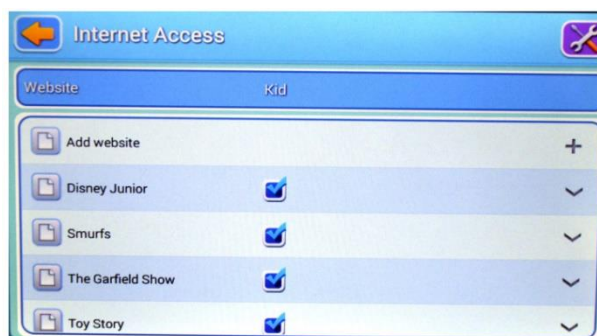 Internet Access
Website Kid
Add website
Disney Junior
Smurfs
The Garfield Show
Toy Story